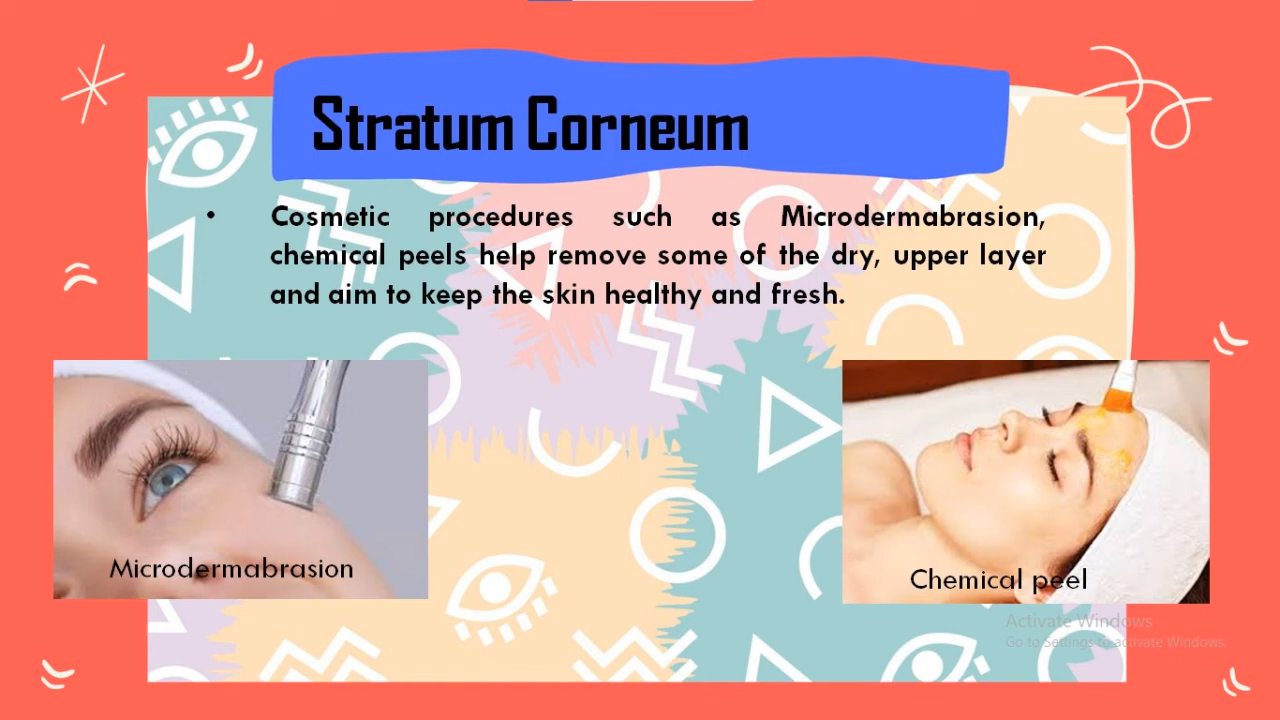 Stratum Corneum
• Cosmetic procedures such as Microdermabrasion,
chemical peels help remove some of the dry, upper layer
and aim to keep the skin healthy and fresh.
Microdermabrasion
Chemical peel
Activate Windows
Go to Settings to activate Windows.